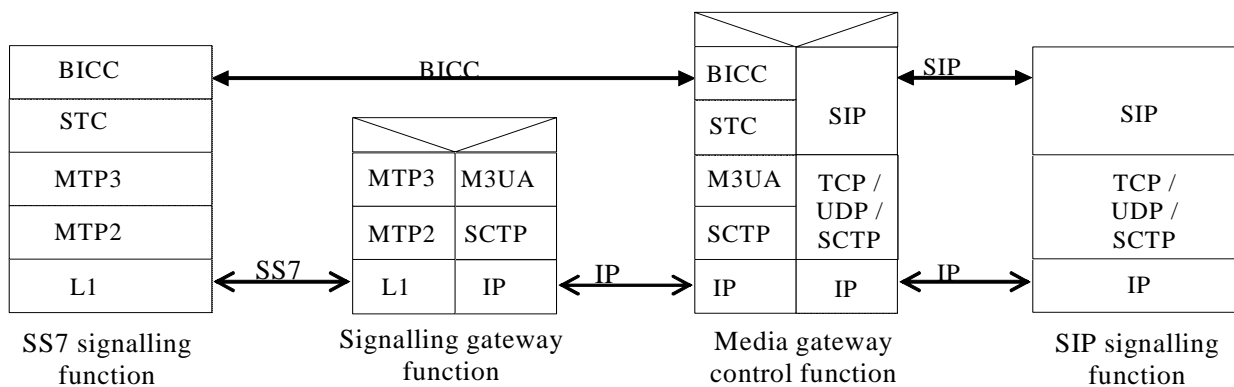 BICC
STC
MTP3
MTP2
L1
SS7 signalling
function
BICC
SS7
MTP3
M3UA
MTP2
SCTP
L1
IP
Signalling gateway
function
IP
BICC
STC
M3UA
SCTP
IP
SIP
TCP /
UDP /
SCTP
IP
Media gateway
control function
SIP
IP
SIP
TCP /
UDP /
SCTP
IP
SIP signalling
function